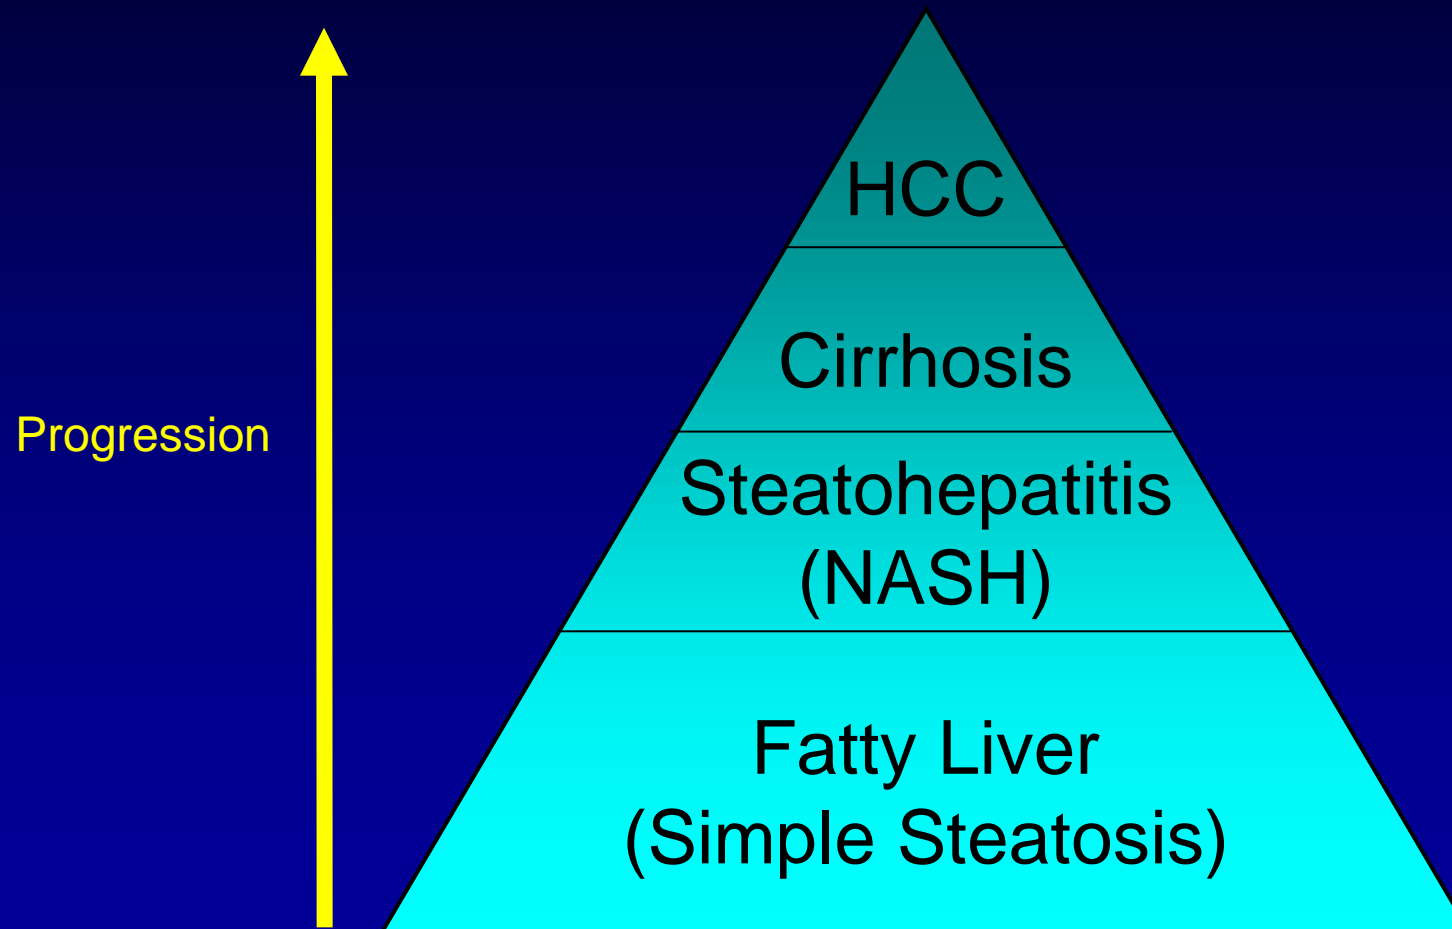 HCC
Cirrhosis
Progression
Steatohepatitis
(NASH)
Fatty Liver
(Simple Steatosis)